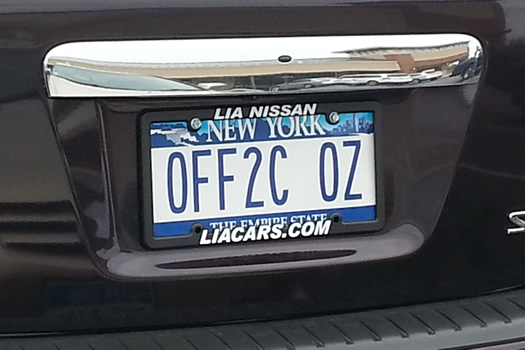 LIA NISSAN
NEW YORK
OFF2C OZ
THE EMPIRE STATE
LIACARS.COM
S